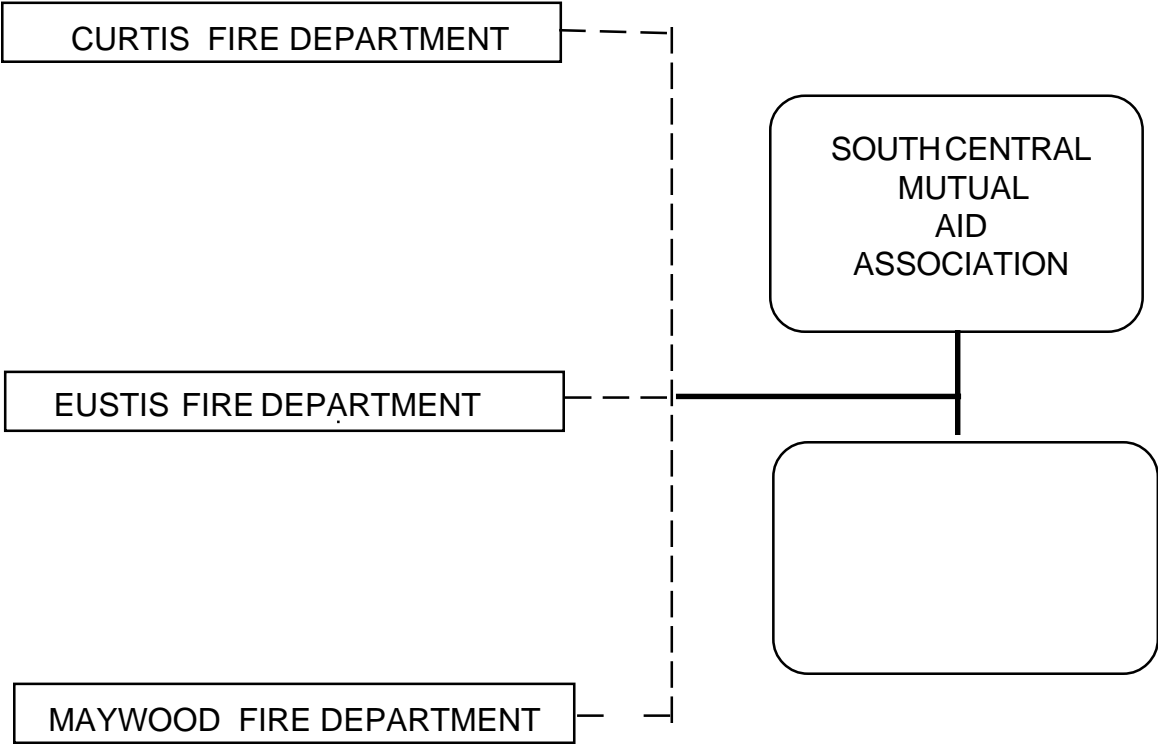 CURTIS FIRE DEPARTMENT
SOUTH CENTRAL
MUTUAL
AID
ASSOCIATION
EUSTIS FIRE DEPARTMENT
MAYWOOD FIRE DEPARTMENT